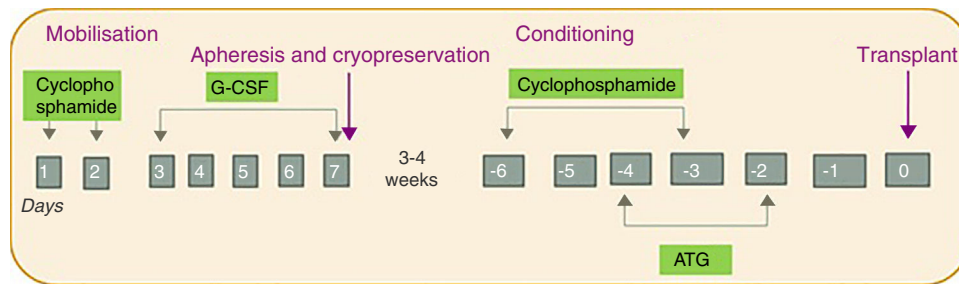 Mobilisation
Conditioning
Apheresis and cryopreservation
Transplant
Cyclopho
sphamide
G-CSF
Cyclophosphamide
1 2 3 4 5 6 7
3-4
weeks
-6 -5 -4 -3 -2 -1 0
Days
ATG